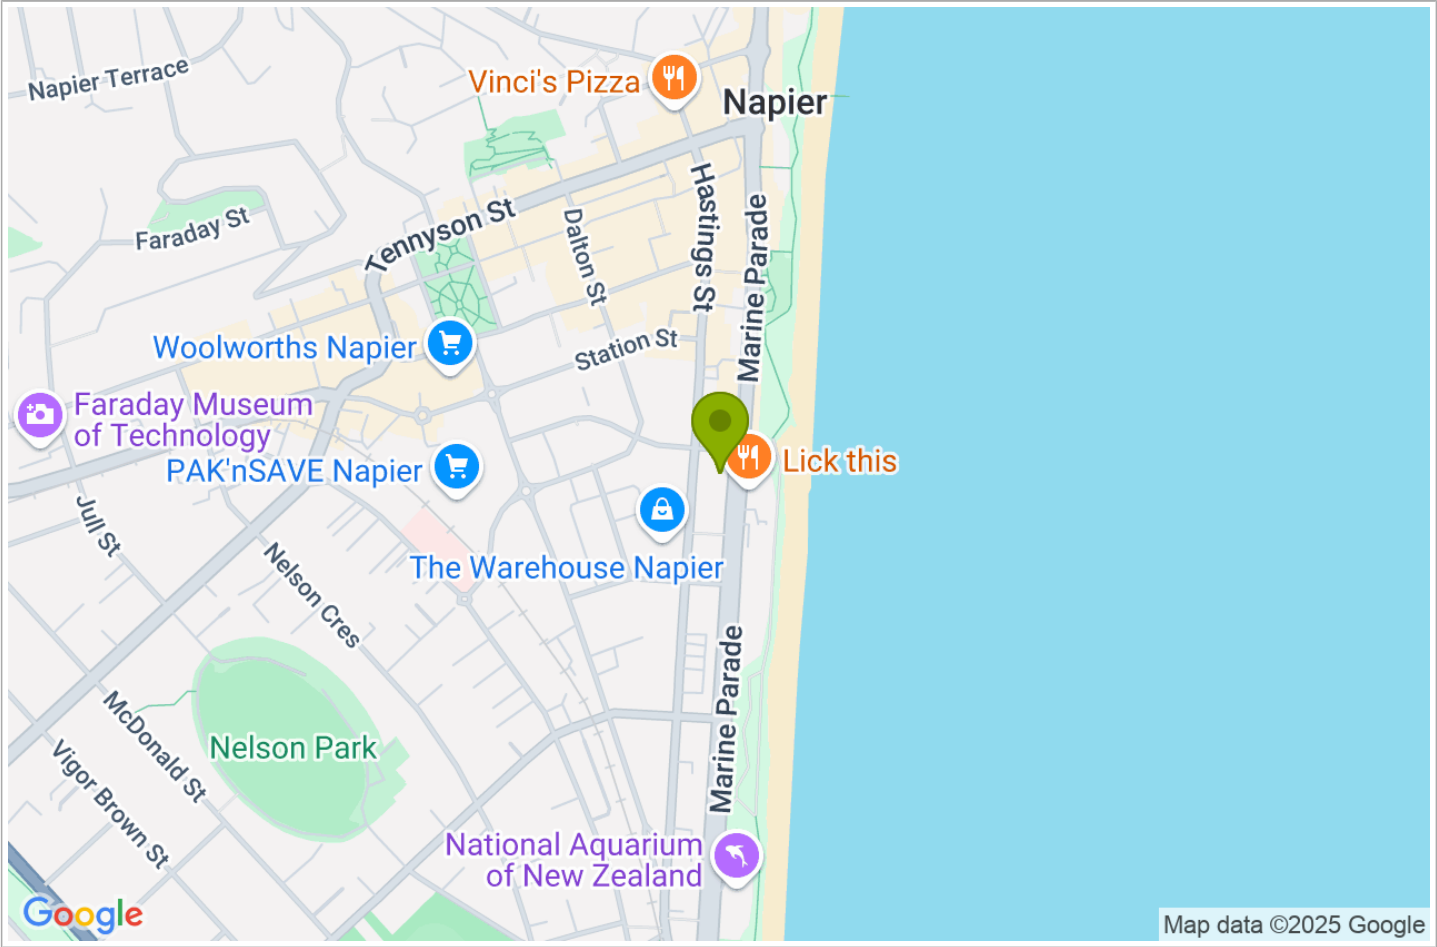 Napier Terrace
Vinci's Pizza
Napier
Faraday St
Tennyson St
Dalton St
Hastings St
Marine Parade
Woolworths Napier
Station St
Faraday Museum
of Technology
PAK'nSAVE Napier
Lick this
Jull St
Nelson Cres
The Warehouse Napier
McDonald St
Vigor Brown St
Nelson Park
Marine Parade
National Aquarium
of New Zealand
Google
Map data ©2025 Google